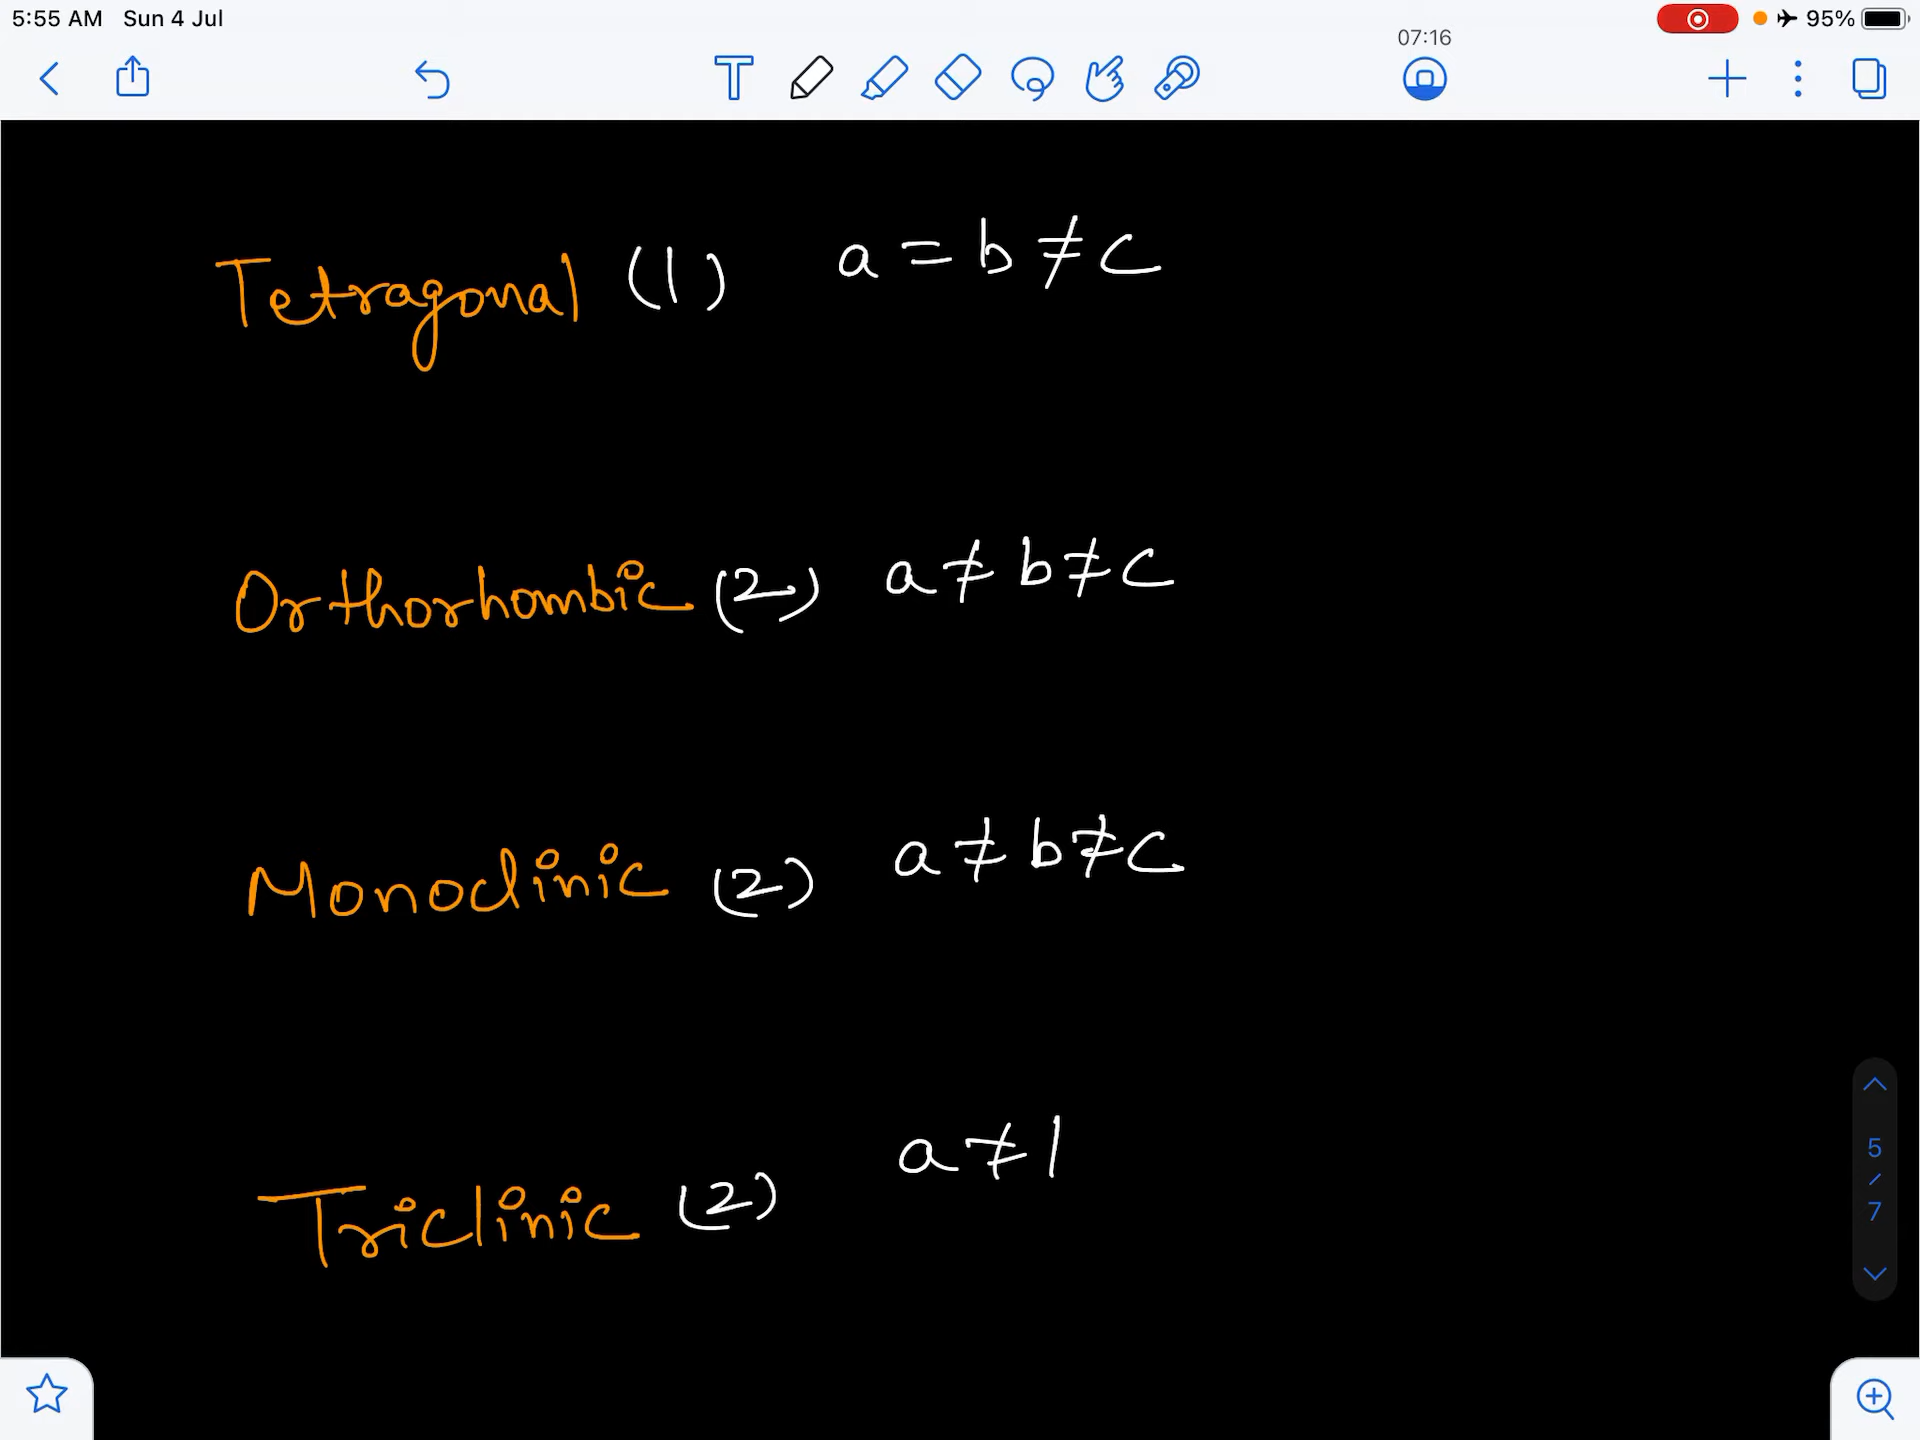 5:55 AM Sun 4 Jul 95%
07:16
T
Tetragonal (1) a = b ≠ c
Orthorhombic (2) a ≠ b ≠ c
Monoclinic (2) a ≠ b ≠ c
Triclinic (2) a ≠ l
5
/
7